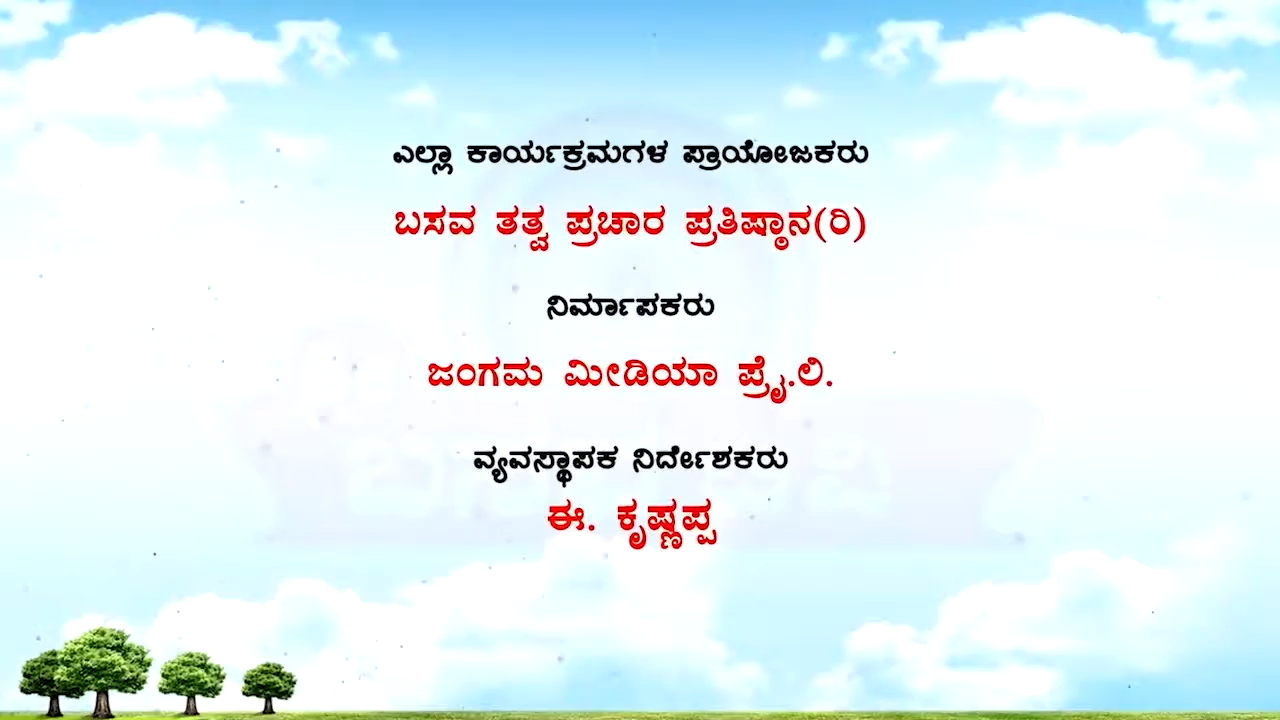 ಎಲ್ಲಾ ಕಾರ್ಯಕ್ರಮಗಳ ಪ್ರಾಯೋಜಕರು
ಬಸವ ತತ್ವ ಪ್ರಚಾರ ಪ್ರತಿಷ್ಠಾನ(ರಿ)
ನಿರ್ಮಾಪಕರು
ಜಂಗಮ ಮೀಡಿಯಾ ಪ್ರೈ.ಲಿ.
ವ್ಯವಸ್ಥಾಪಕ ನಿರ್ದೇಶಕರು
ಈ. ಕೃಷ್ಣಪ್ಪ